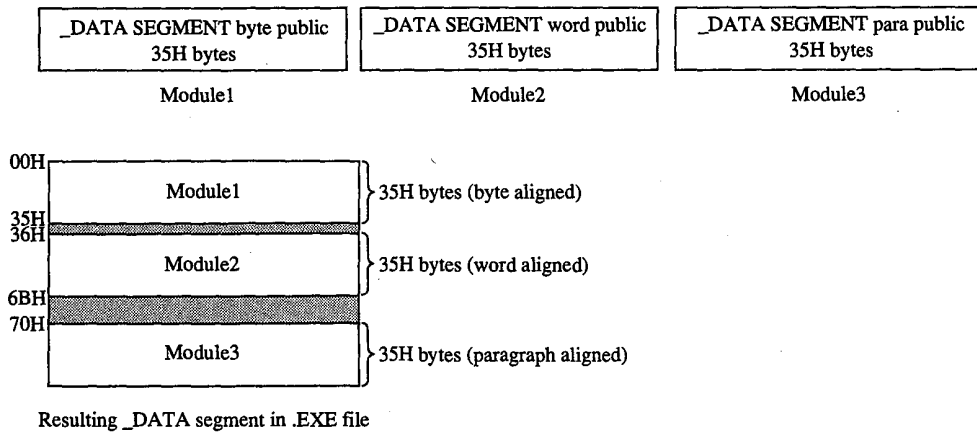 _DATA SEGMENT byte public
35H bytes
_DATA SEGMENT word public
35H bytes
_DATA SEGMENT para public
35H bytes
Module1
Module2
Module3
00H
Module1
35H bytes (byte aligned)
35H
36H
Module2
35H bytes (word aligned)
6BH
70H
Module3
35H bytes (paragraph aligned)
Resulting _DATA segment in .EXE file